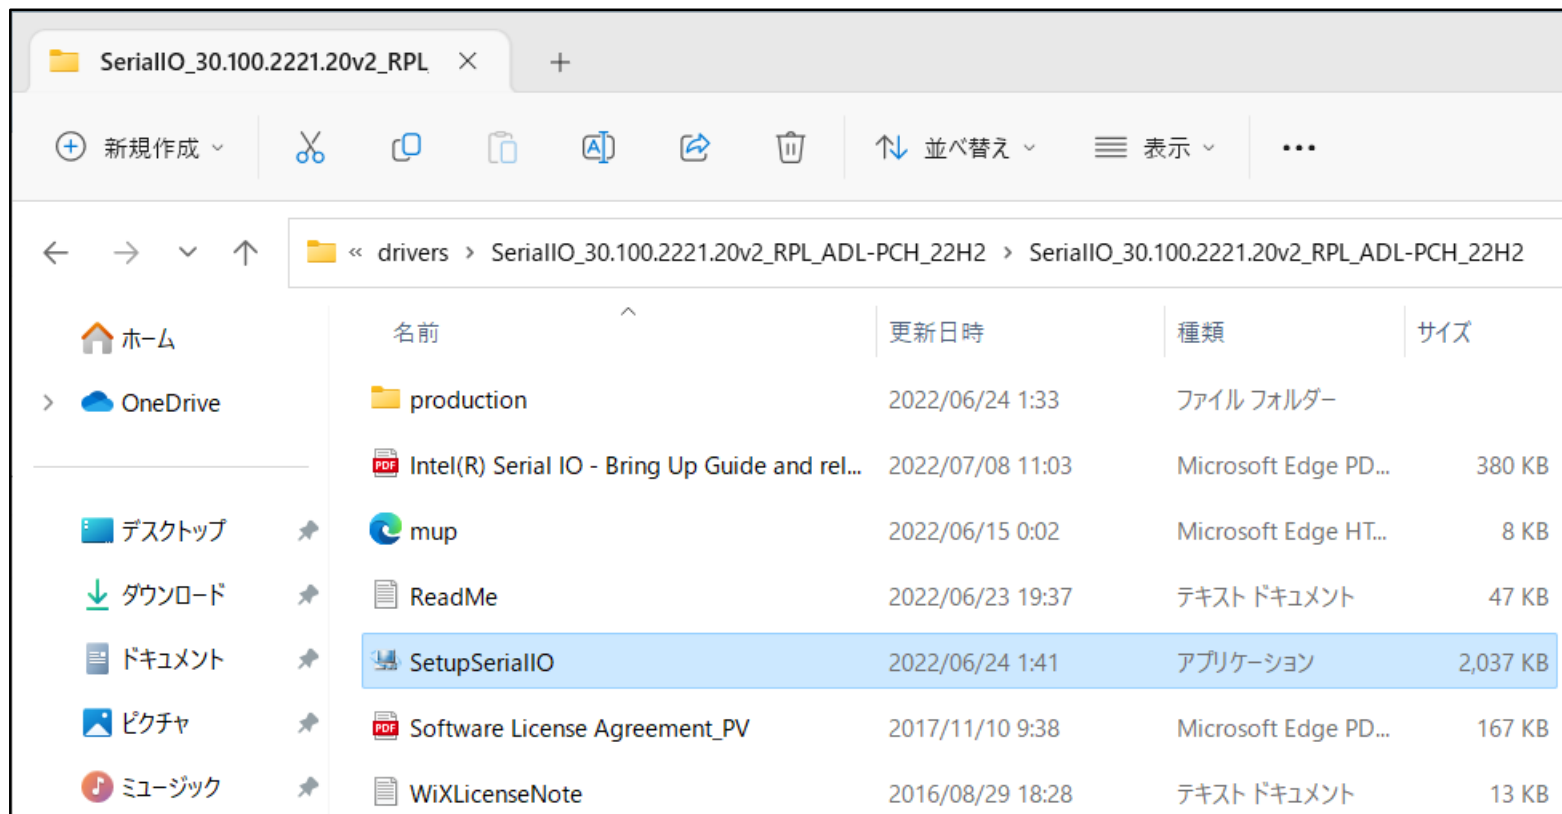 SerialIO_30.100.2221.20v2_RPL
新規作成 並べ替え 表示
« drivers > SerialIO_30.100.2221.20v2_RPL_ADL-PCH_22H2 > SerialIO_30.100.2221.20v2_RPL_ADL-PCH_22H2
ホーム
OneDrive
デスクトップ
ダウンロード
ドキュメント
ピクチャ
ミュージック
名前 更新日時 種類 サイズ
production 2022/06/24 1:33 ファイル フォルダー
Intel(R) Serial IO - Bring Up Guide and rel... 2022/07/08 11:03 Microsoft Edge PD... 380 KB
mup 2022/06/15 0:02 Microsoft Edge HT... 8 KB
ReadMe 2022/06/23 19:37 テキスト ドキュメント 47 KB
SetupSerialIO 2022/06/24 1:41 アプリケーション 2,037 KB
Software License Agreement_PV 2017/11/10 9:38 Microsoft Edge PD... 167 KB
WiXLicenseNote 2016/08/29 18:28 テキスト ドキュメント 13 KB